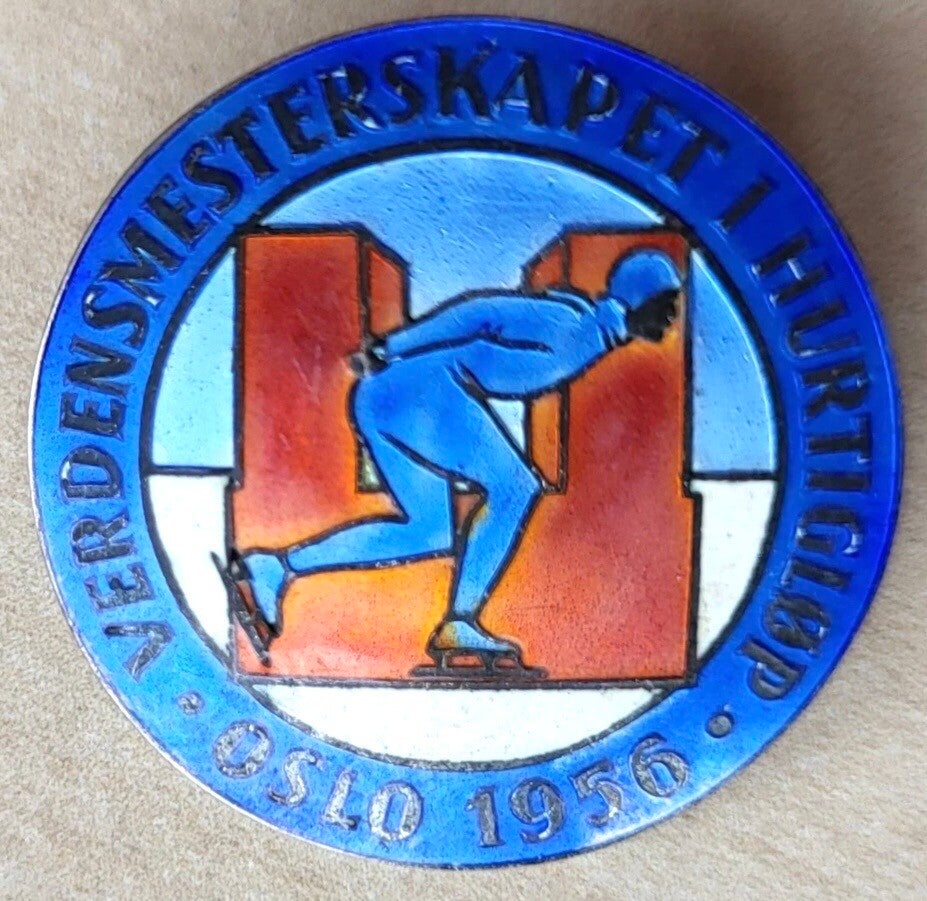 VERDENSMESTERSKAPET I HURTIGLØP
• OSLO 1956 •